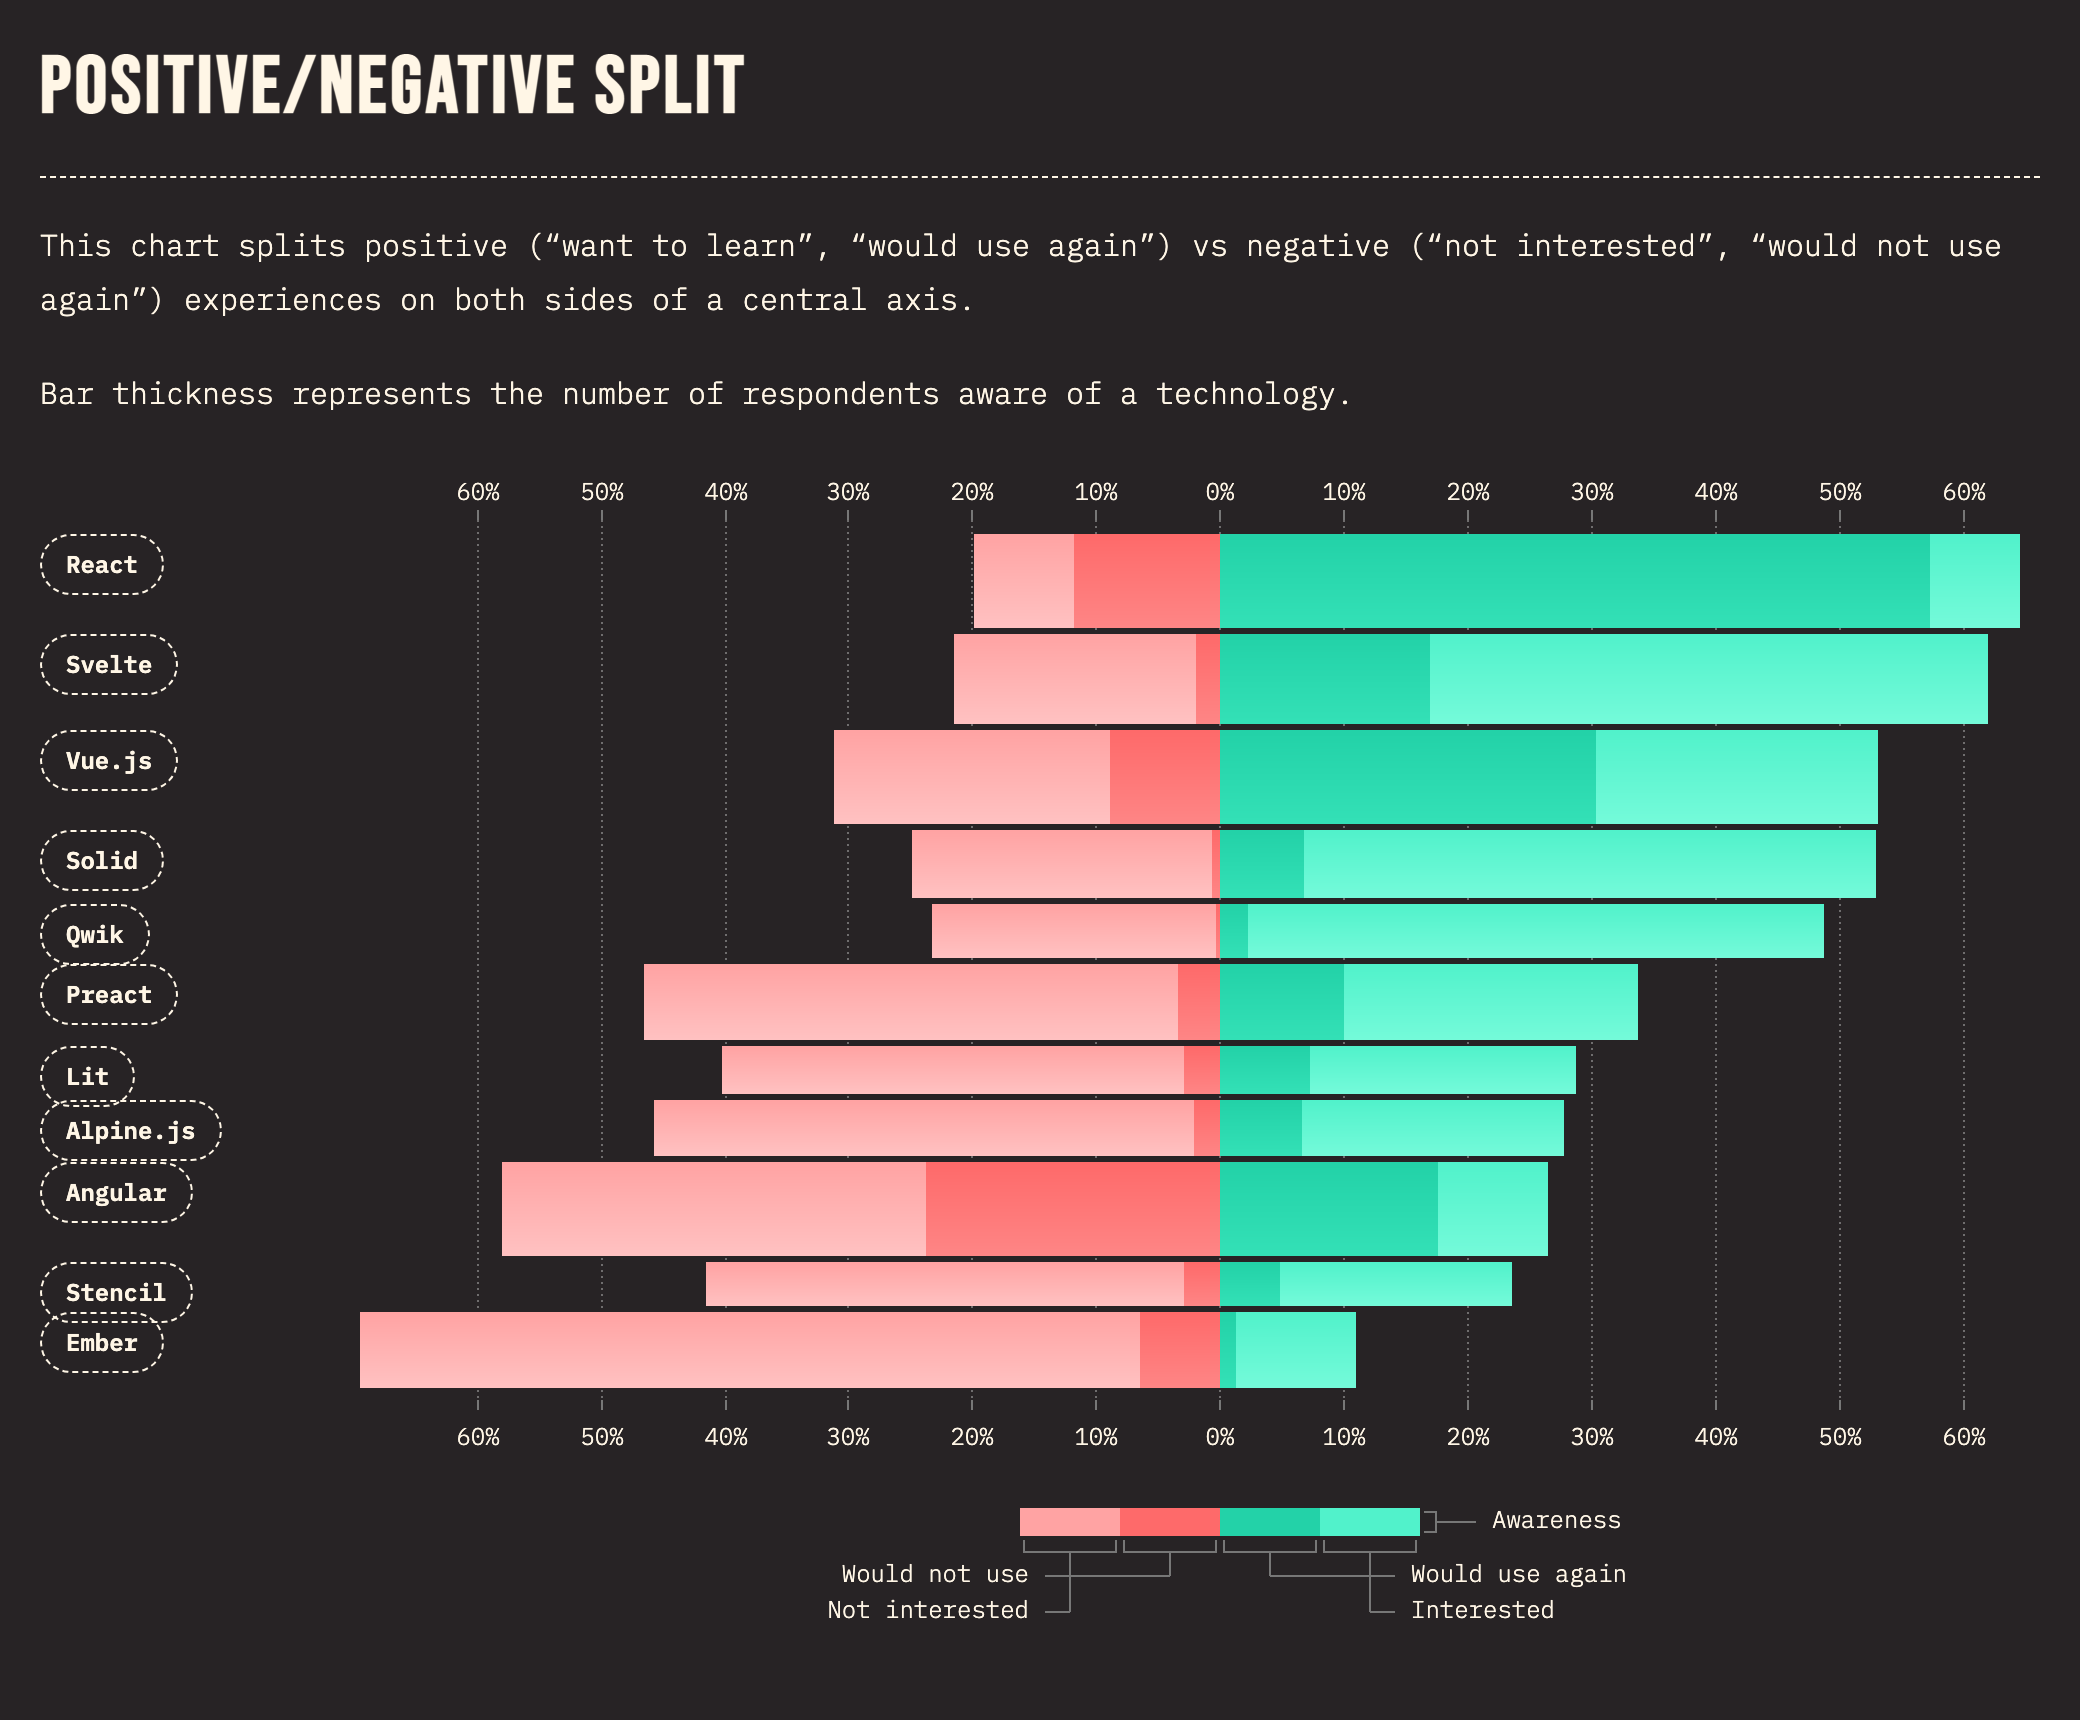 POSITIVE/NEGATIVE SPLIT
This chart splits positive (“want to learn”, “would use again”) vs negative (“not interested”, “would not use
again”) experiences on both sides of a central axis.
Bar thickness represents the number of respondents aware of a technology.
60% 50% 40% 30% 20% 10% 0% 10% 20% 30% 40% 50% 60%
React
Svelte
Vue.js
Solid
Qwik
Preact
Lit
Alpine.js
Angular
Stencil
Ember
60% 50% 40% 30% 20% 10% 0% 10% 20% 30% 40% 50% 60%
Awareness
Would not use Would use again
Not interested Interested